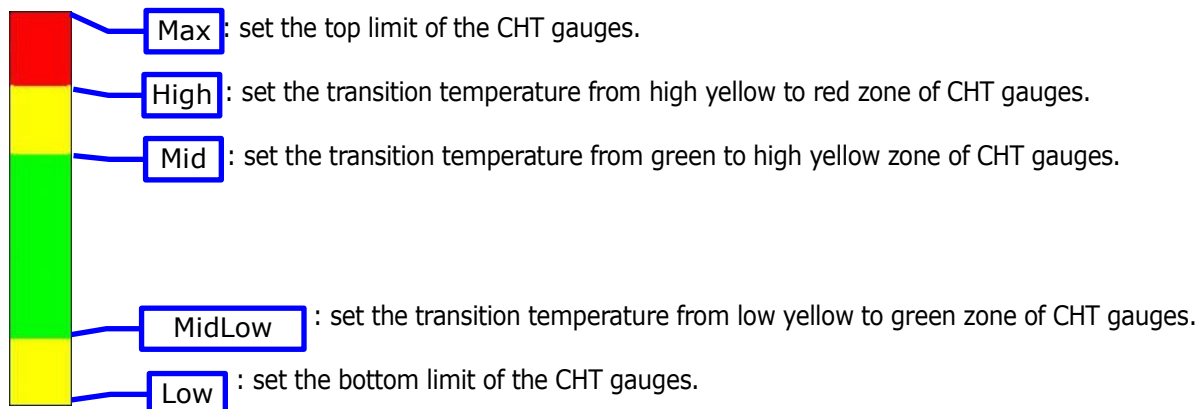 Max : set the top limit of the CHT gauges.
High : set the transition temperature from high yellow to red zone of CHT gauges.
Mid : set the transition temperature from green to high yellow zone of CHT gauges.
MidLow : set the transition temperature from low yellow to green zone of CHT gauges.
Low : set the bottom limit of the CHT gauges.